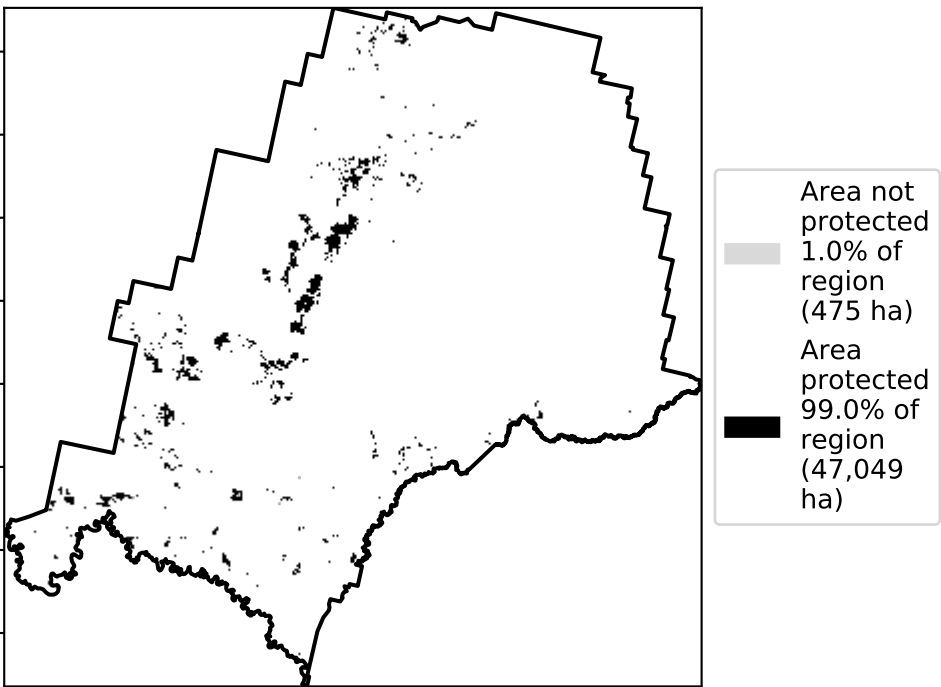 Area not
protected
1.0% of
region
(475 ha)
Area
protected
99.0% of
region
(47,049
ha)